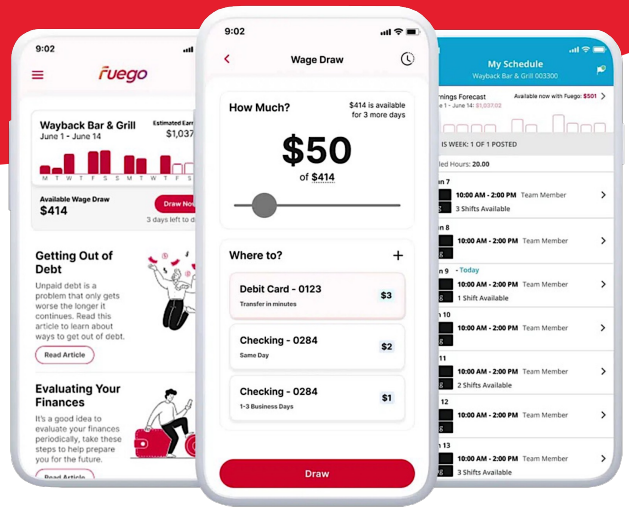 9:02
fuego
Wayback Bar & Grill
June 1 - June 14
Estimated
$1,037
M T W T F S S M T W T F S
Available Wage Draw
$414
Draw
3 days left to
Getting Out of
Debt
Unpaid debt is a
problem that only gets
worse the longer it
continues. Read this
article to learn about
ways to get out of debt.
Read Article
Evaluating Your
Finances
It's a good idea to
evaluate your finances
periodically, take these
steps to help prepare
you for the future.
Read Article
9:02
Wage Draw
How Much?
$414 is available
for 3 more days
$50
of $414
Where to?
+
Debit Card - 0123
Transfer in minutes
$3
Checking - 0284
Same Day
$2
Checking - 0284
1-3 Business Days
$1
Draw
My Schedule
Wayback Bar & Grill 003300
Forecast
Available now with Fuego: $501
1 - June 14: $1,037.03
IS WEEK: 1 OF 1 POSTED
Hours: 20.00
7
10:00 AM - 2:00 PM Team Member
3 Shifts Available
8
10:00 AM - 2:00 PM Team Member
9 - Today
10:00 AM - 2:00 PM Team Member
1 Shift Available
10
10:00 AM - 2:00 PM Team Member
11
10:00 AM - 2:00 PM Team Member
2 Shifts Available
12
10:00 AM - 2:00 PM Team Member
13
10:00 AM - 2:00 PM Team Member
3 Shifts Available